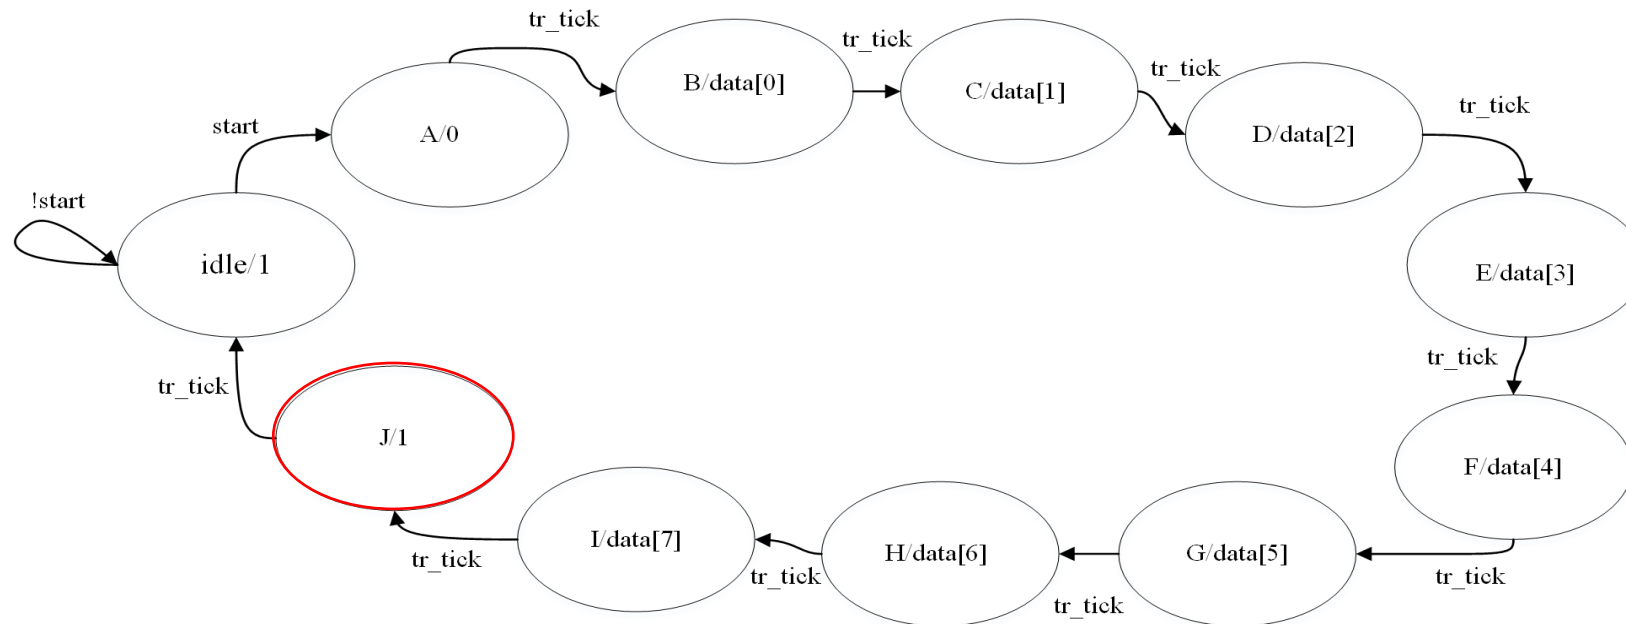 tr_tick
tr_tick
tr_tick
tr_tick
start
!start
A/0
B/data[0]
C/data[1]
D/data[2]
idle/1
E/data[3]
tr_tick
tr_tick
J/1
F/data[4]
I/data[7]
H/data[6]
G/data[5]
tr_tick
tr_tick
tr_tick
tr_tick